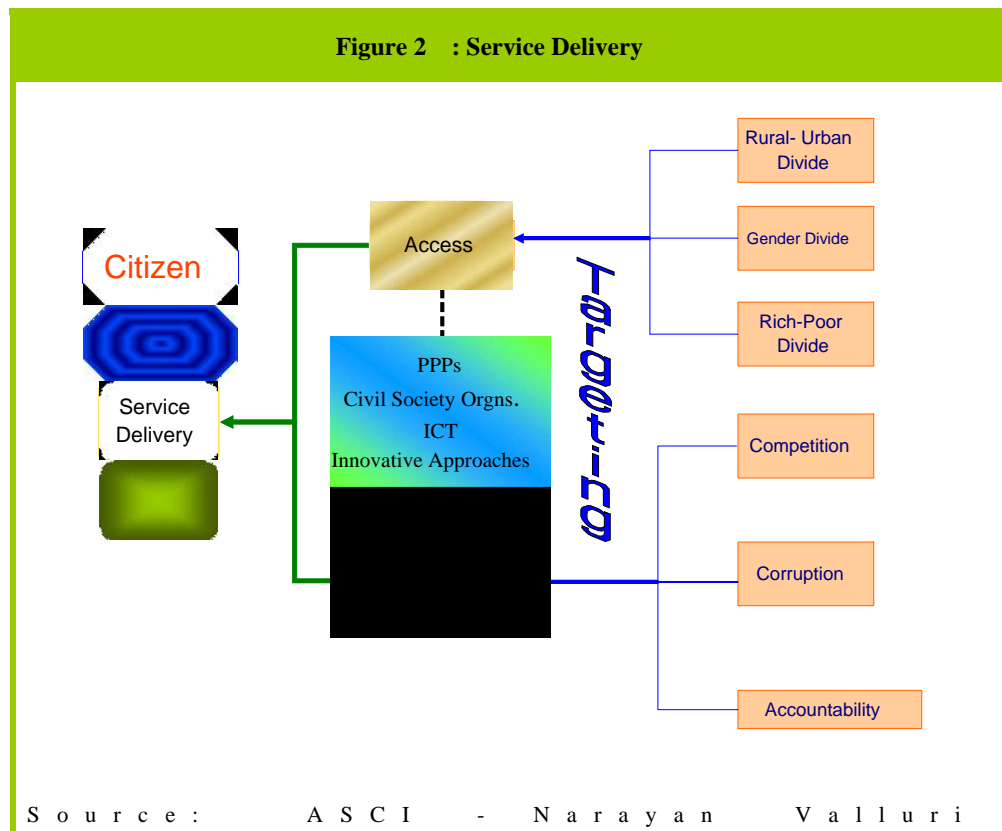 Figure 2 : Service Delivery
Rural- Urban
Divide
Access
Gender Divide
Citizen
Targeting
Rich-Poor
Divide
PPPs
Civil Society Orgns.
ICT
Innovative Approaches
Service
Delivery
Competition
Corruption
Accountability
Source: ASCI - Narayan Valluri